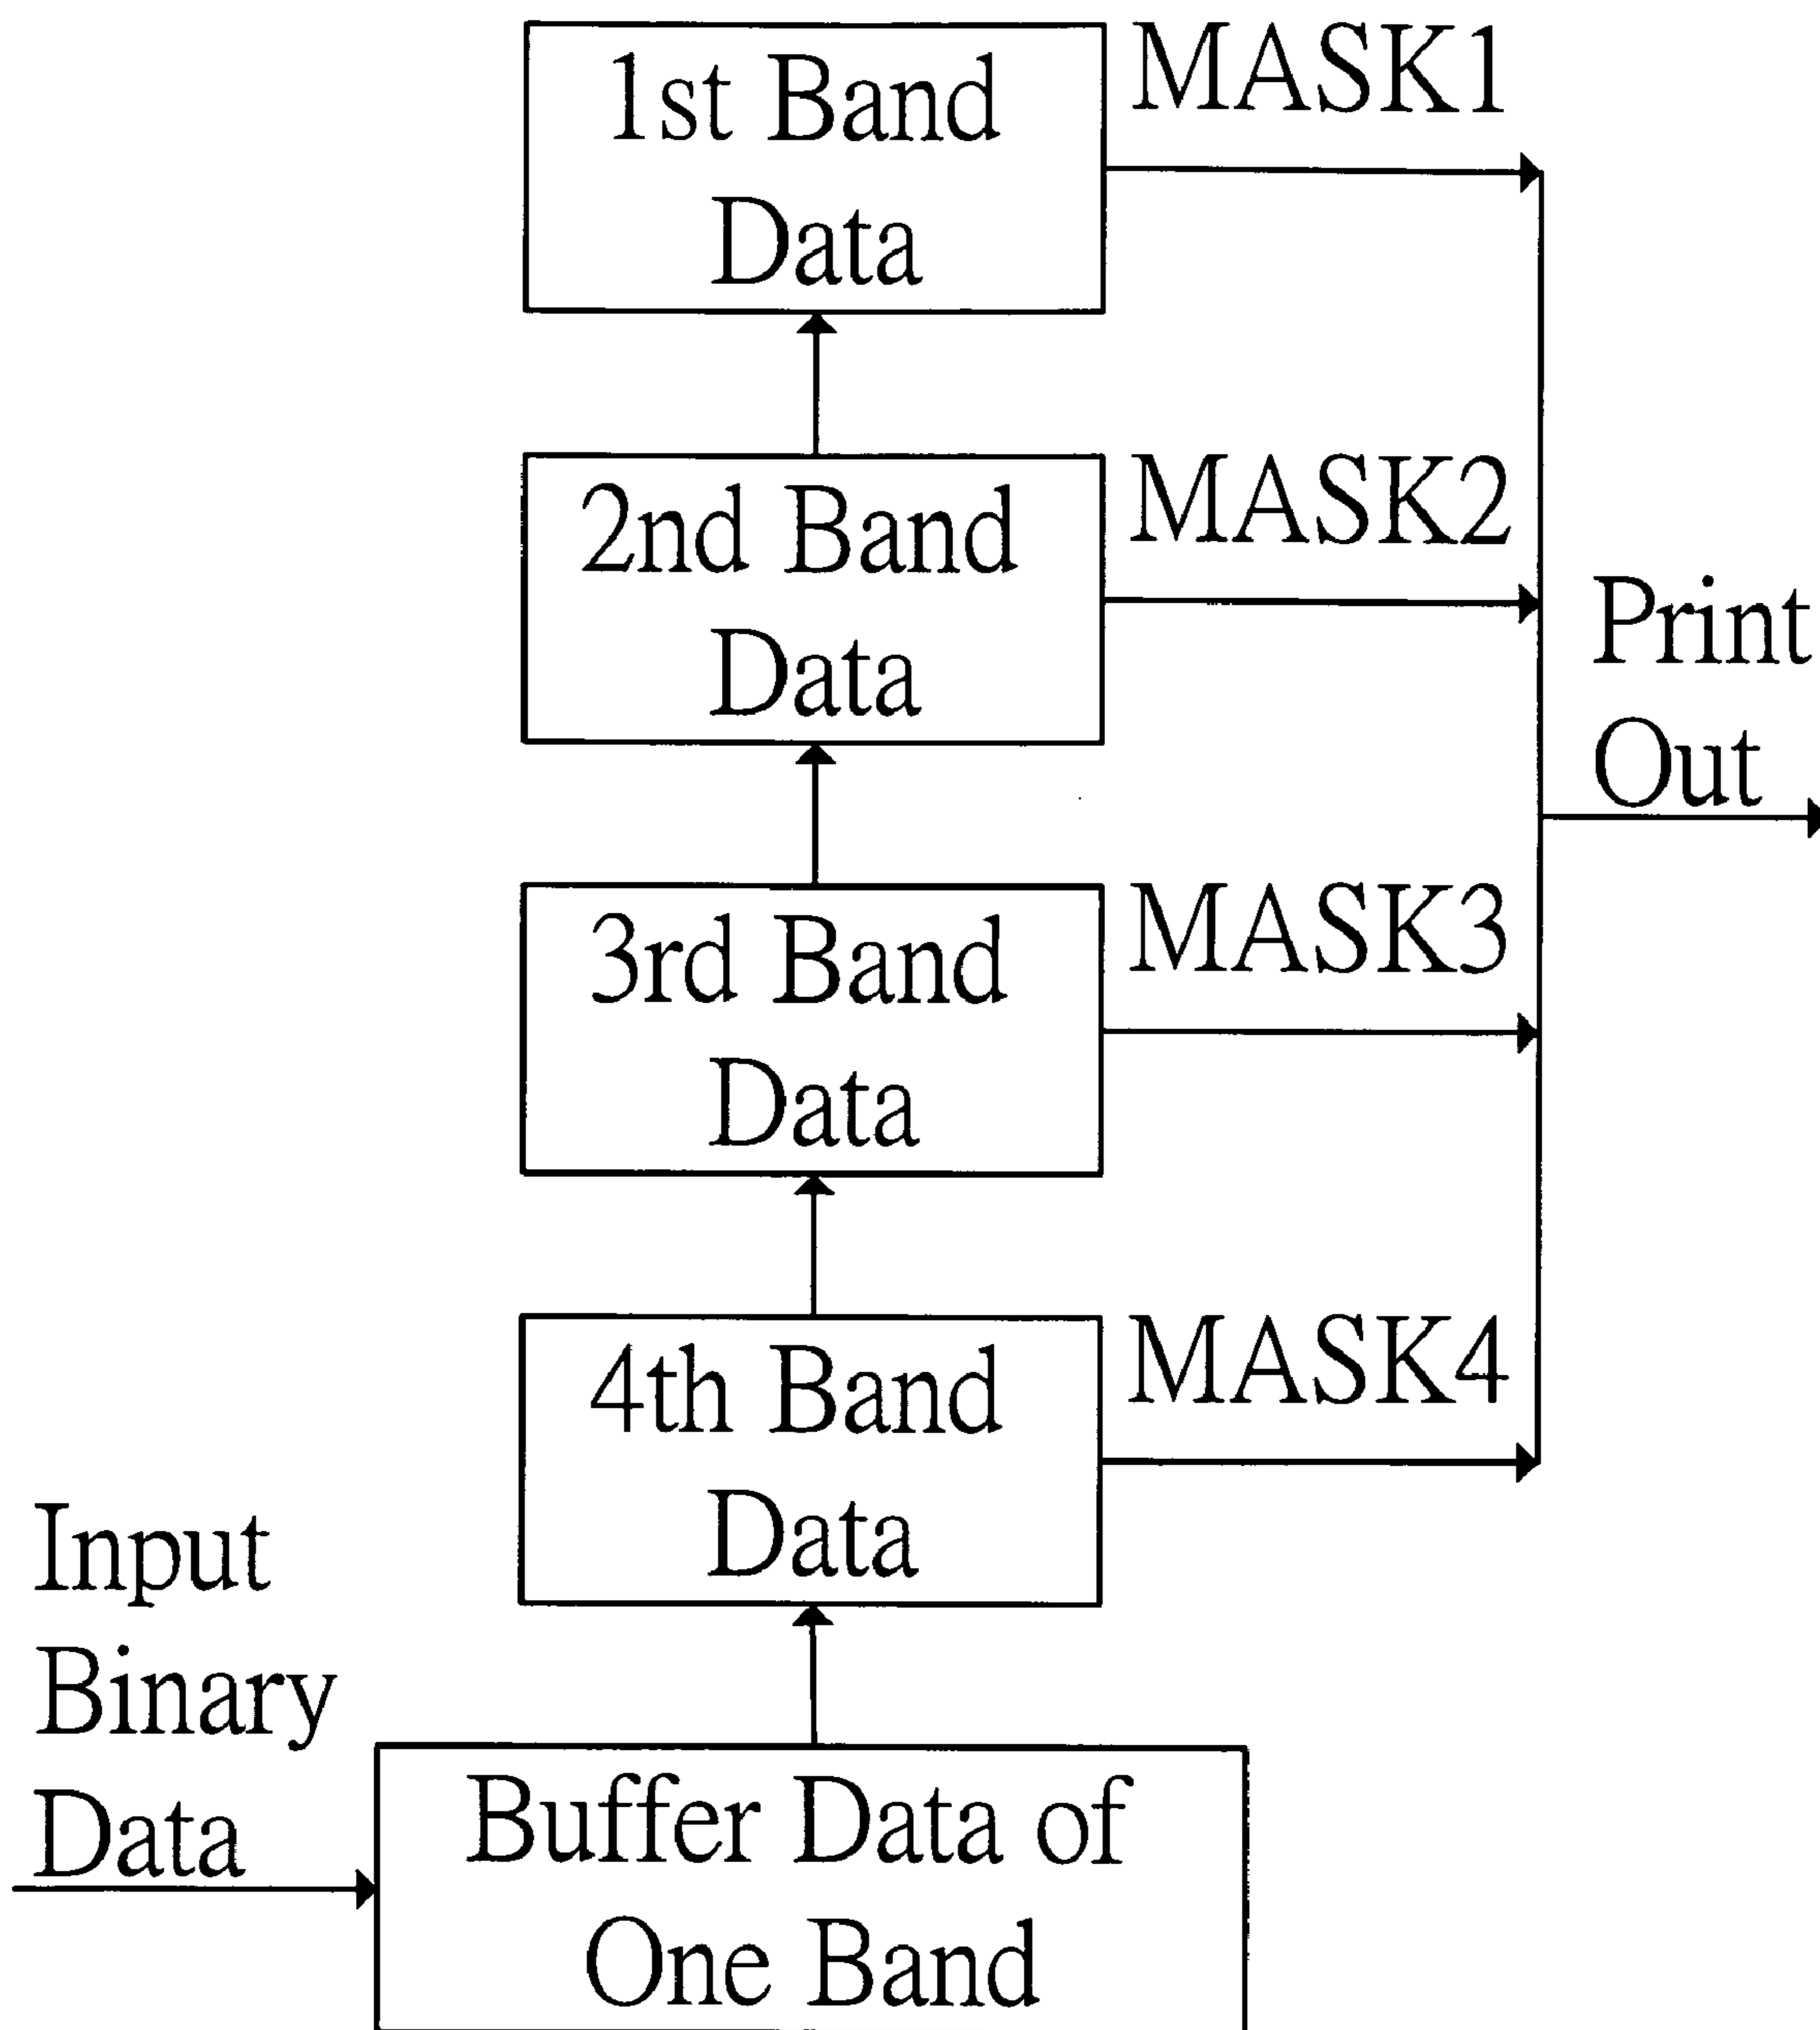 1st Band
Data
MASK1
2nd Band
Data
MASK2
Print
Out
3rd Band
Data
MASK3
4th Band
Data
MASK4
Input
Binary
Data
Buffer Data of
One Band